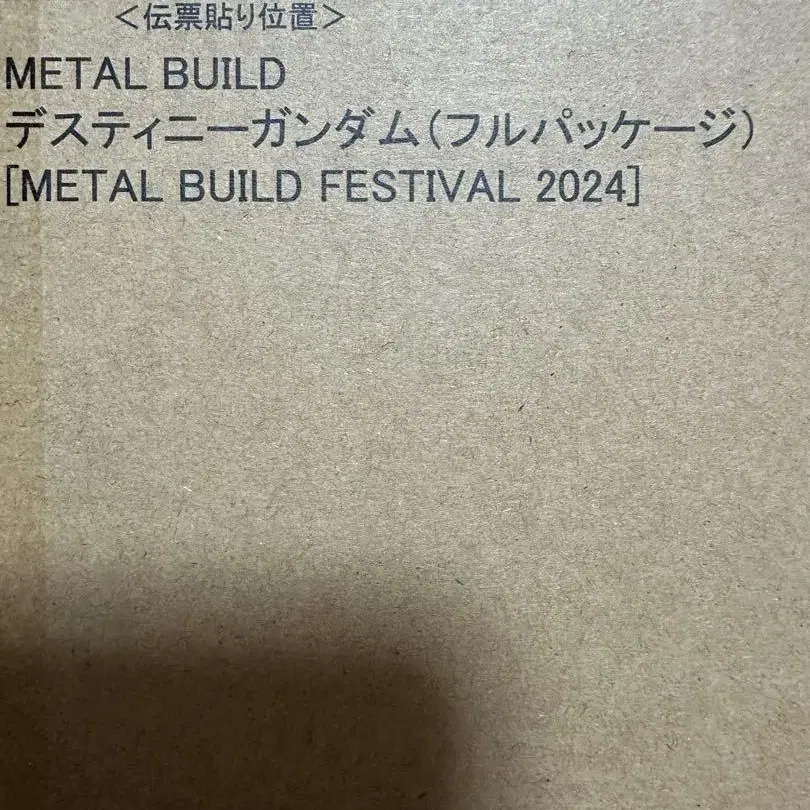 ＜伝票貼り位置＞
METAL BUILD
デスティニーガンダム（フルパッケージ）
[METAL BUILD FESTIVAL 2024]